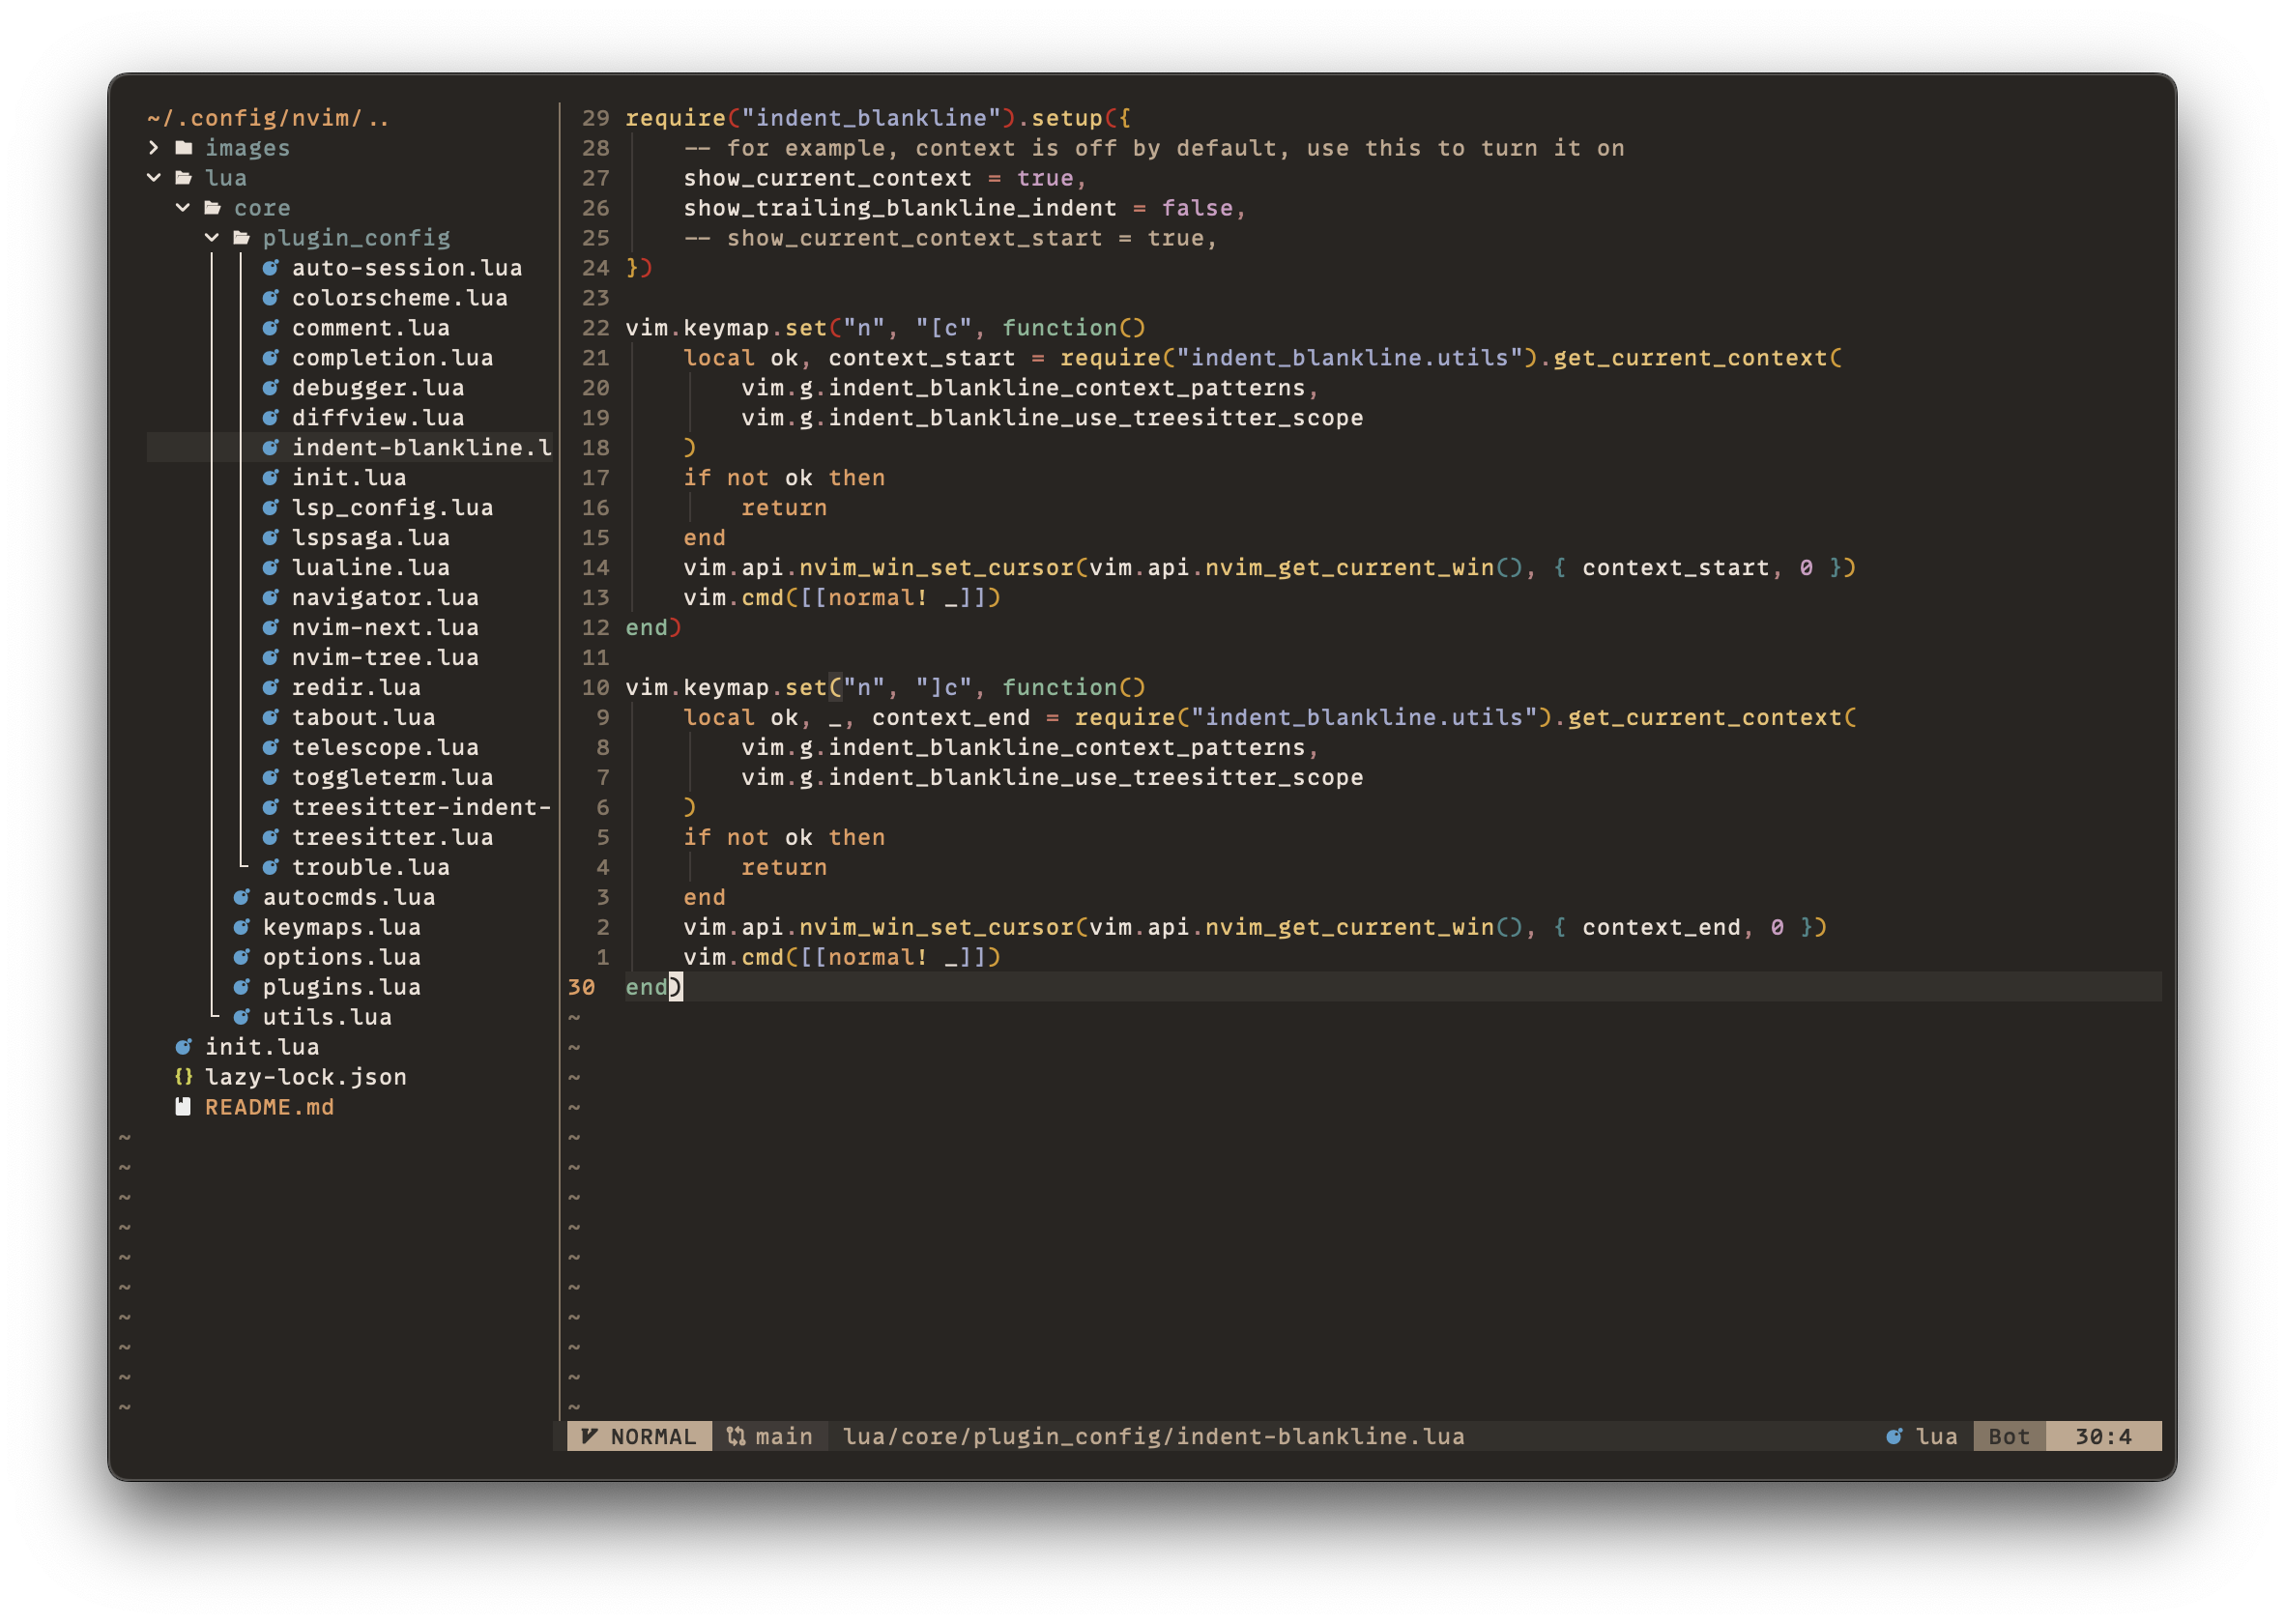 ~/.config/nvim/..
images
lua
core
plugin_config
auto-session.lua
colorscheme.lua
comment.lua
completion.lua
debugger.lua
diffview.lua
indent-blankline.l
init.lua
lsp_config.lua
lspsaga.lua
lualine.lua
navigator.lua
nvim-next.lua
nvim-tree.lua
redir.lua
tabout.lua
telescope.lua
toggleterm.lua
treesitter-indent-
treesitter.lua
trouble.lua
autocmds.lua
keymaps.lua
options.lua
plugins.lua
utils.lua
init.lua
{} lazy-lock.json
README.md
~
~
~
~
~
~
~
~
~
~
29 require("indent_blankline").setup({
28     -- for example, context is off by default, use this to turn it on
27     show_current_context = true,
26     show_trailing_blankline_indent = false,
25     -- show_current_context_start = true,
24 })
23
22 vim.keymap.set("n", "[c", function()
21     local ok, context_start = require("indent_blankline.utils").get_current_context(
20         vim.g.indent_blankline_context_patterns,
19         vim.g.indent_blankline_use_treesitter_scope
18     )
17     if not ok then
16         return
15     end
14     vim.api.nvim_win_set_cursor(vim.api.nvim_get_current_win(), { context_start, 0 })
13     vim.cmd([[normal! _]])
12 end)
11
10 vim.keymap.set("n", "]c", function()
9     local ok, _, context_end = require("indent_blankline.utils").get_current_context(
8         vim.g.indent_blankline_context_patterns,
7         vim.g.indent_blankline_use_treesitter_scope
6     )
5     if not ok then
4         return
3     end
2     vim.api.nvim_win_set_cursor(vim.api.nvim_get_current_win(), { context_end, 0 })
1     vim.cmd([[normal! _]])
30 end)
~
~
~
~
~
~
~
~
~
~
~
~
~
~
NORMAL main lua/core/plugin_config/indent-blankline.lua lua Bot 30:4